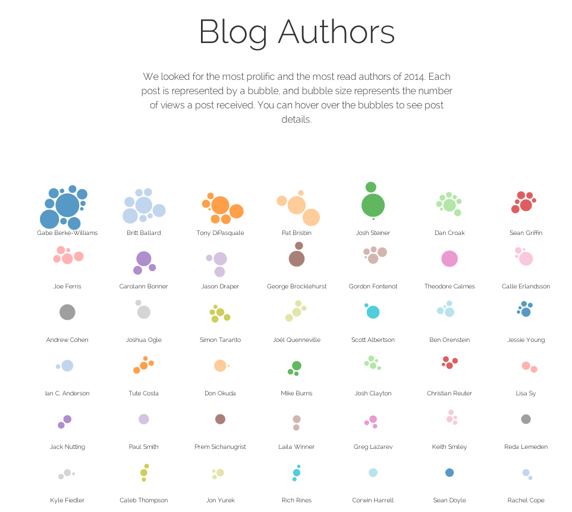 Blog Authors
We looked for the most prolific and the most read authors of 2014. Each
post is represented by a bubble, and bubble size represents the number
of views a post received. You can hover over the bubbles to see post
details.
Gabe Berke-Williams Britt Ballard Tony DiPasquale Pat Brisbin Josh Steiner Dan Croak Sean Griffin
Joe Ferris Carolann Bonner Jason Draper George Brocklehurst Gordon Fontenot Theodore Calmes Calle Erlandsson
Andrew Cohen Joshua Ogle Simon Taranto Joël Quenneville Scott Albertson Ben Orenstein Jessie Young
Ian C. Anderson Tute Costa Don Okuda Mike Burns Josh Clayton Christian Reuter Lisa Sy
Jack Nutting Paul Smith Prem Sichanugrist Laila Winner Greg Lazarev Keith Smiley Reda Lemeden
Kyle Fiedler Caleb Thompson Jon Yurek Rich Rines Corwin Harrell Sean Doyle Rachel Cope